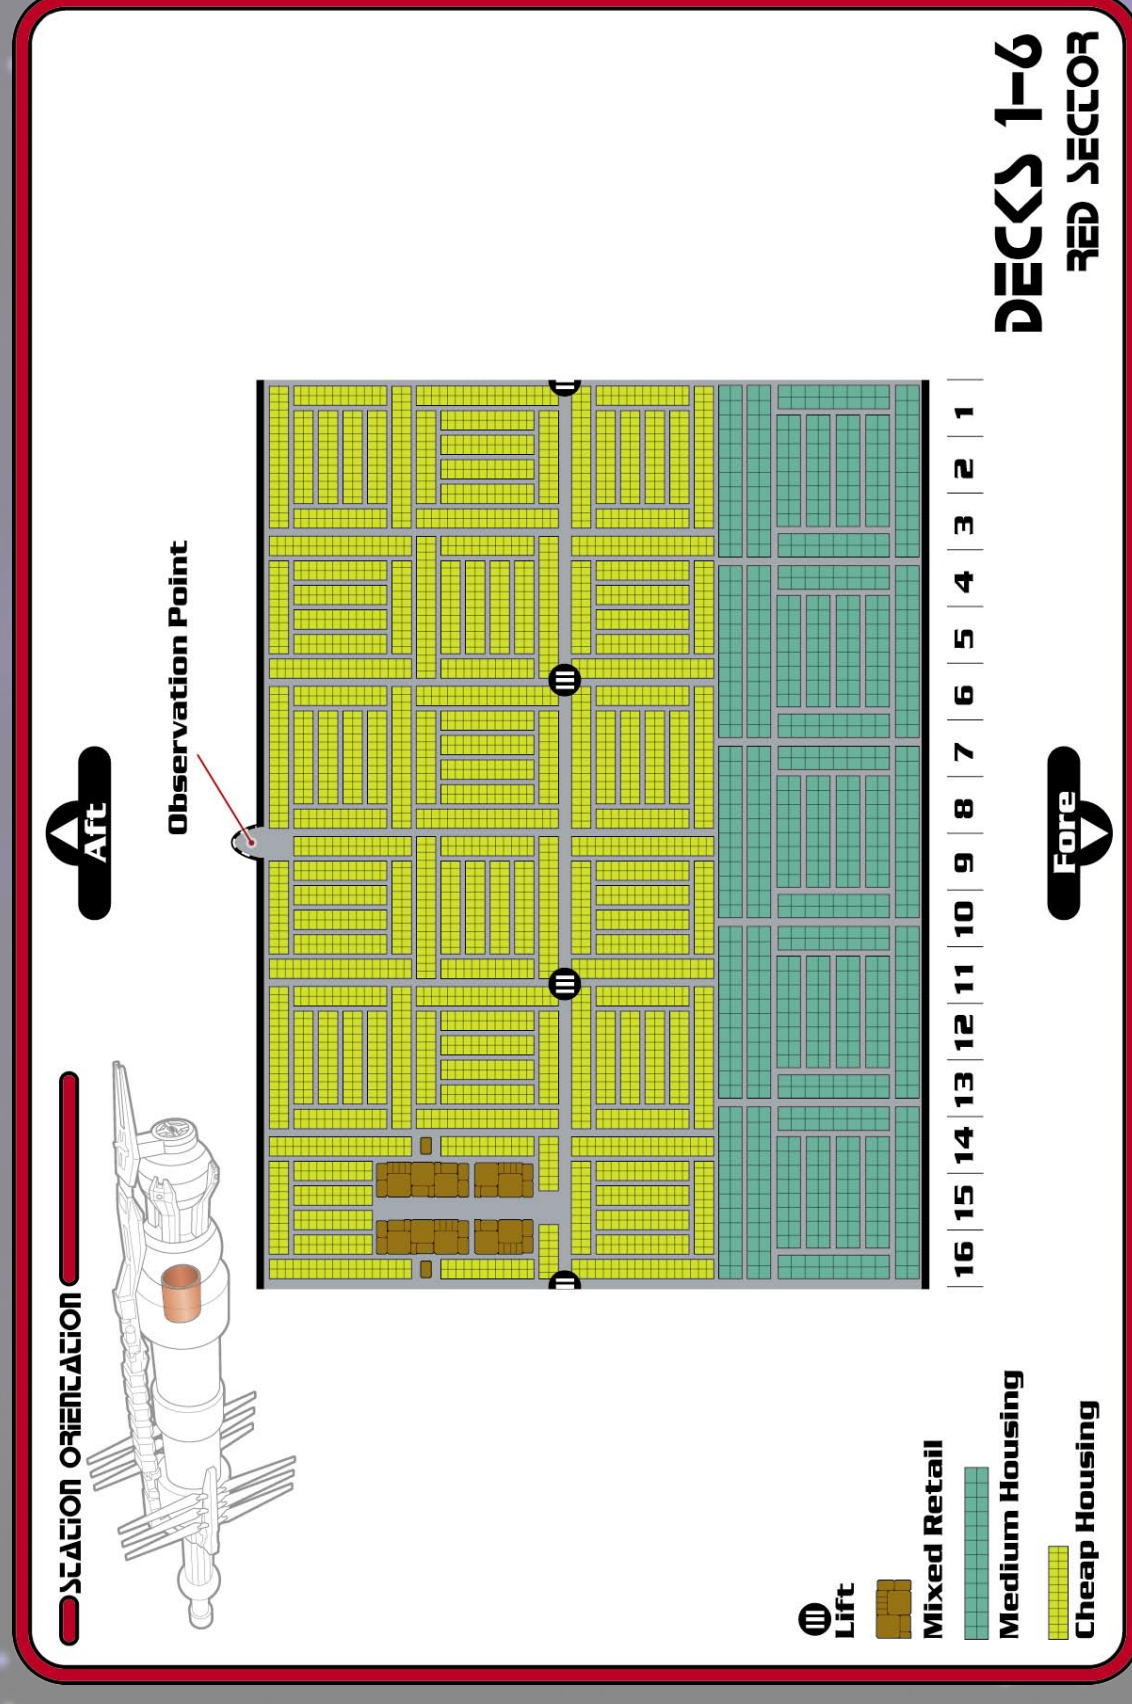 DECKS 1-6
RED SECTOR
Aft
Observation Point
1
2
3
4
5
6
7
8
9
10
11
12
13
14
15
16
Fore
STATION ORIENTATION
Lift
Mixed Retail
Medium Housing
Cheap Housing